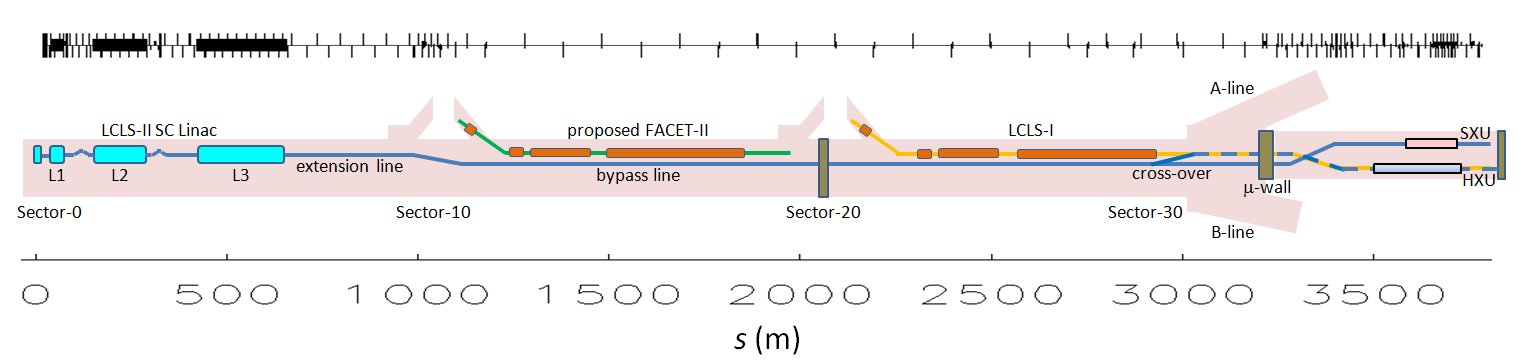 A-line
LCLS-II SC Linac
proposed FACET-II
LCLS-I
SXU
L1
L2
L3
extension line
bypass line
cross-over
μ-wall
HXU
Sector-0
Sector-10
Sector-20
Sector-30
B-line
0
500
1000
1500
2000
2500
3000
3500
s (m)